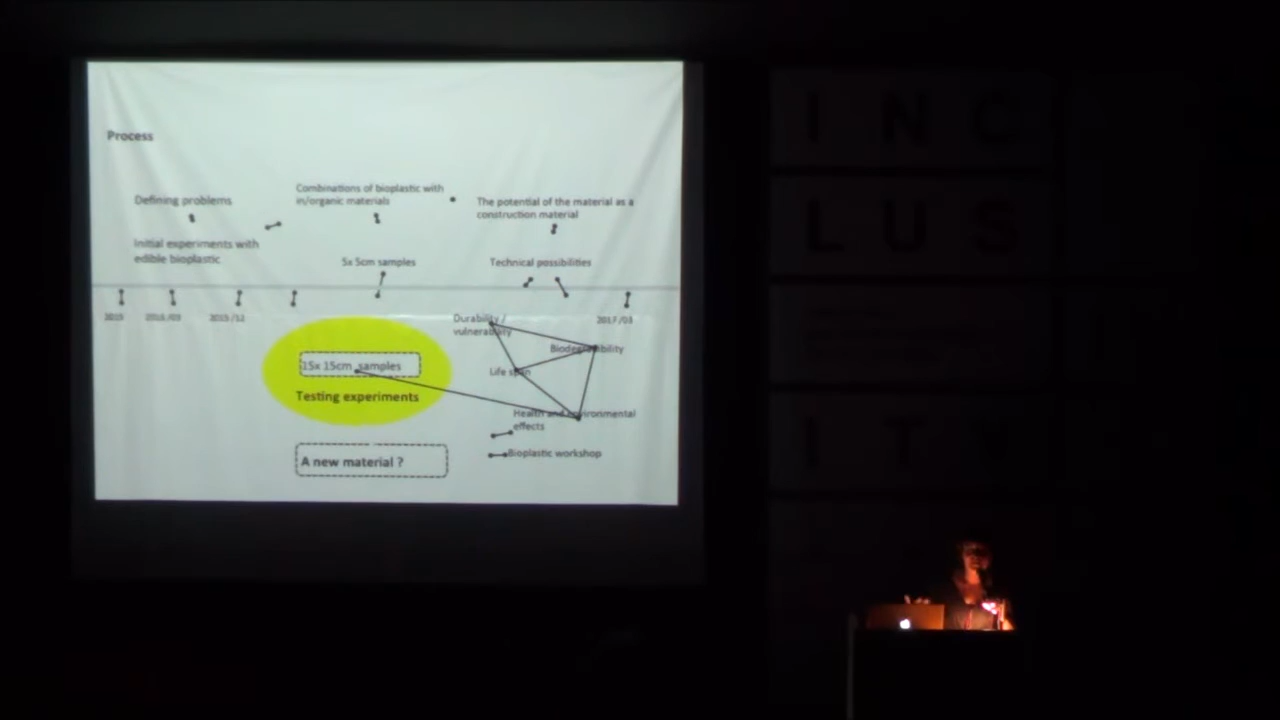 Process
Defining problems
Combinations of bioplastic with
in/organic materials
The potential of the material as a
construction material
Initial experiments with
edible bioplastic
5x 5cm samples
Technical possibilities
2015
2015 /12
2017 /03
Durability /
vulnerability
Biodegradability
15x 15cm samples
Life span
Testing experiments
Health and environmental
effects
Bioplastic workshop
A new material ?
I N C
L U S
I T Y